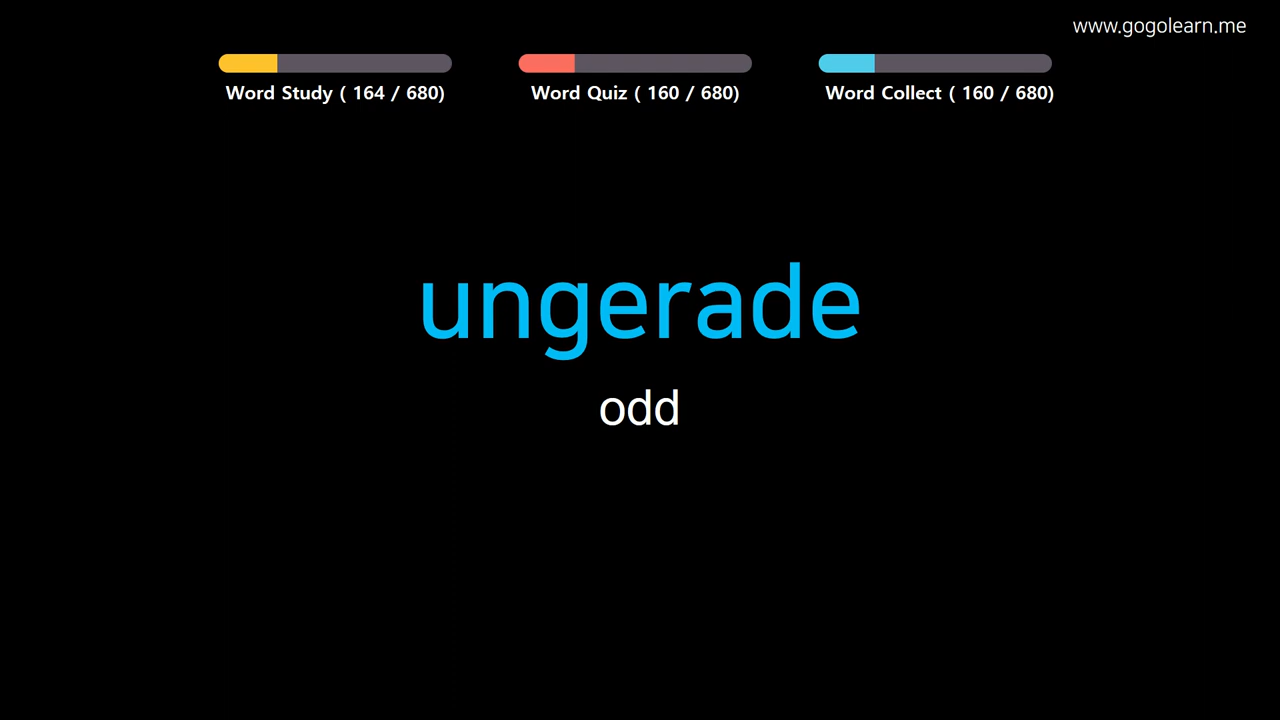 www.gogolearn.me
Word Study ( 164 / 680)
Word Quiz ( 160 / 680)
Word Collect ( 160 / 680)
ungerade
odd